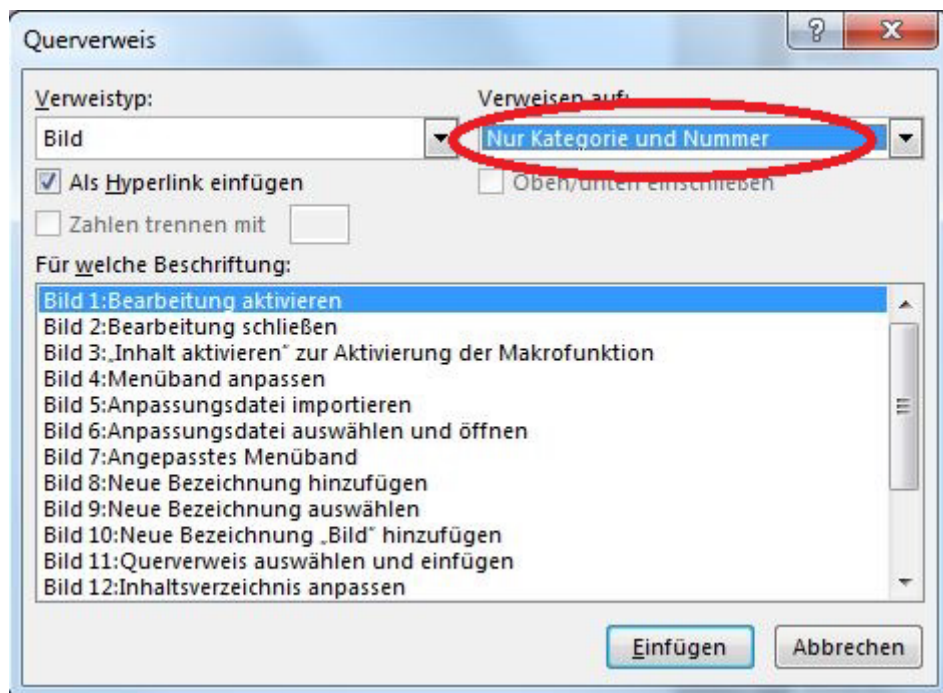 Querverweis
Verweistyp:
Verweisen auf:
Bild
Nur Kategorie und Nummer
Als Hyperlink einfügen
Oben/unten einschließen
Zahlen trennen mit
Für welche Beschriftung:
Bild 1:Bearbeitung aktivieren
Bild 2:Bearbeitung schließen
Bild 3:„Inhalt aktivieren“ zur Aktivierung der Makrofunktion
Bild 4:Menüband anpassen
Bild 5:Anpassungsdatei importieren
Bild 6:Anpassungsdatei auswählen und öffnen
Bild 7:Angepasstes Menüband
Bild 8:Neue Bezeichnung hinzufügen
Bild 9:Neue Bezeichnung auswählen
Bild 10:Neue Bezeichnung „Bild“ hinzufügen
Bild 11:Querverweis auswählen und einfügen
Bild 12:Inhaltsverzeichnis anpassen
Einfügen
Abbrechen